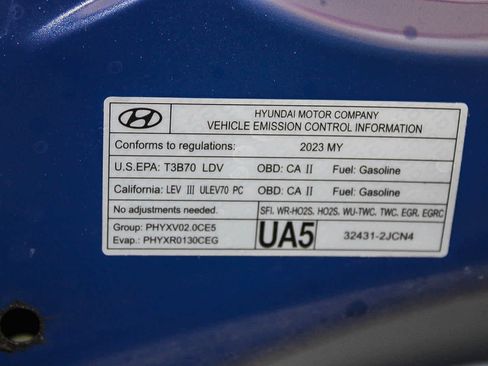 HYUNDAI MOTOR COMPANY
VEHICLE EMISSION CONTROL INFORMATION
Conforms to regulations: 2023 MY
U.S.EPA: T3B70 LDV OBD: CA II Fuel: Gasoline
California: LEV III ULEV70 PC OBD: CA II Fuel: Gasoline
No adjustments needed. SFI, WR-HO2S, HO2S, WU-TWC, TWC, EGR, EGRC
Group: PHYXV02.0CE5
Evap.: PHYXR0130CEG
UA5 32431-2JCN4